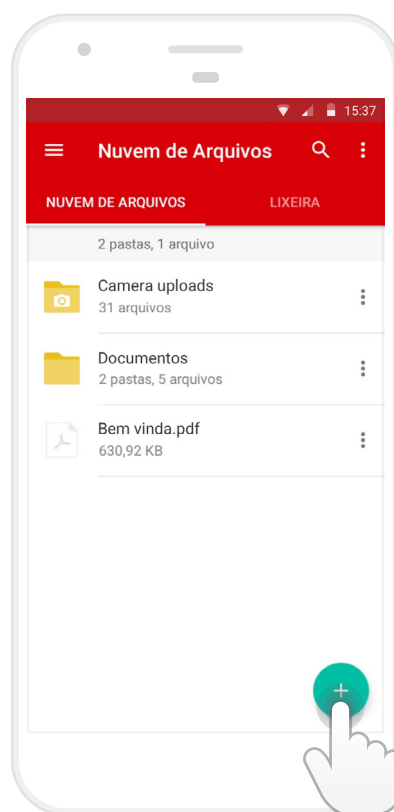 15:37
Nuvem de Arquivos
NUVEM DE ARQUIVOS LIXEIRA
2 pastas, 1 arquivo
Camera uploads
31 arquivos
Documentos
2 pastas, 5 arquivos
Bem vinda.pdf
630,92 KB